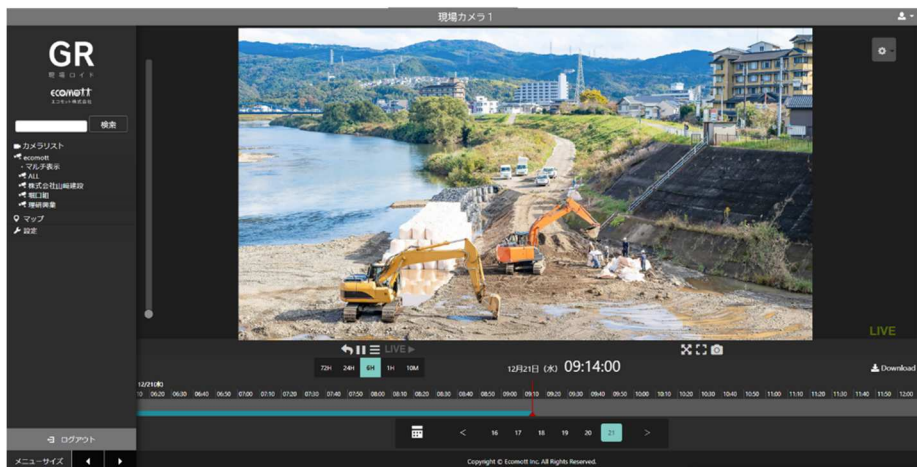 現場カメラ1
GR
現場ロイド
ecomott
エコモット株式会社
検索
カメラリスト
ecomott
・マルチ表示
ALL
株式会社山﨑建設
堀口組
理研興業
マップ
設定
LIVE
LIVE
72H 24H 6H 1H 10M
12月21日(水) 09:14:00
Download
12/21(水)
10 06:20 06:30 06:40 06:50 07:00 07:10 07:20 07:30 07:40 07:50 08:00 08:10 08:20 08:30 08:40 08:50 09:00 09:10 09:20 09:30 09:40 09:50 10:00 10:10 10:20 10:30 10:40 10:50 11:00 11:10 11:20 11:30 11:40 11:50 12:00
< 16 17 18 19 20 21 >
ログアウト
メニューサイズ
Copyright © Ecomott Inc. All Rights Reserved.